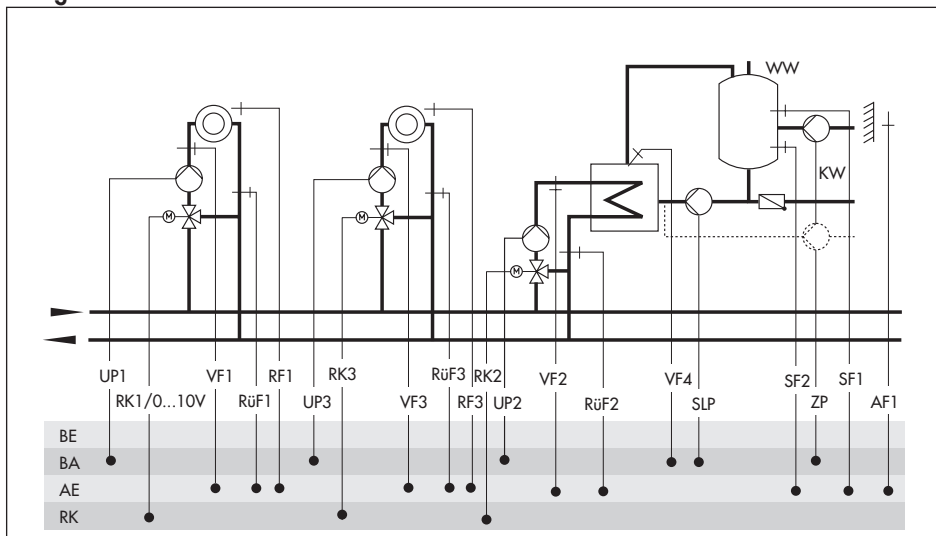 WW
KW
M
M
M
UP1 VF1 RF1 RK3 RüF3 RK2 VF2 VF4 SF2 SF1
RK1/0...10V RüF1 UP3 VF3 RF3 UP2 RüF2 SLP ZP AF1
BE
BA
AE
RK